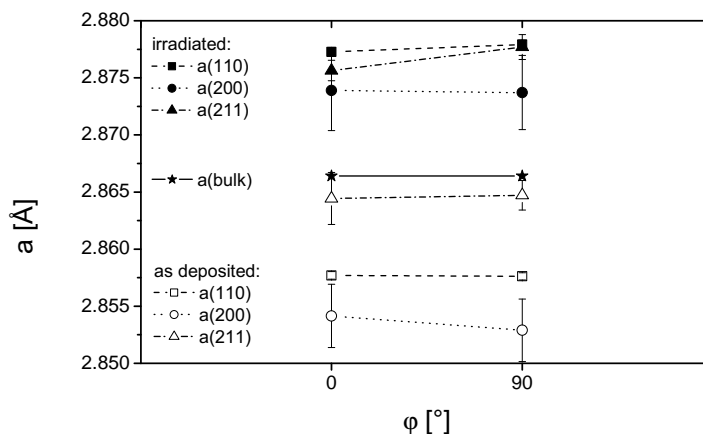 2.880
2.875
2.870
2.865
2.860
2.855
2.850
a [Å]
irradiated:
a(110)
a(200)
a(211)
a(bulk)
as deposited:
a(110)
a(200)
a(211)
0
90
φ [°]